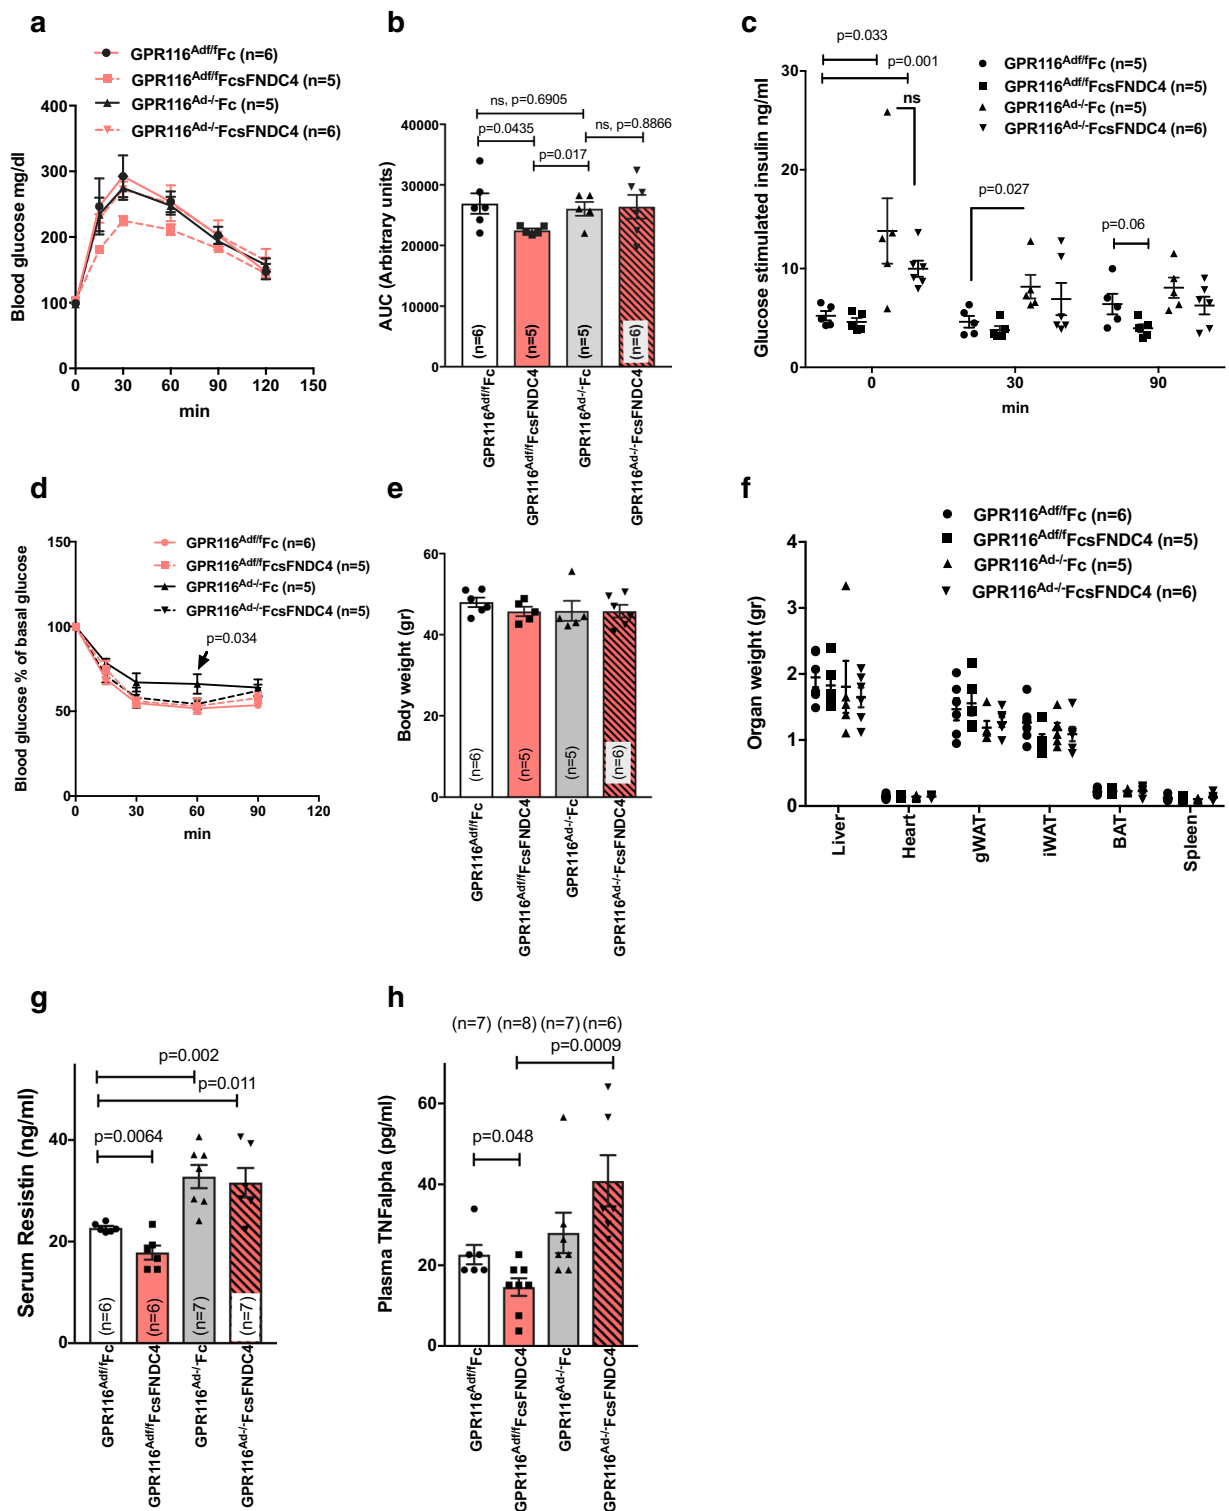 a
GPR116Adf/fFc (n=6)
GPR116Adf/fFcsFNDC4 (n=5)
GPR116Ad-/-Fc (n=5)
GPR116Ad-/-FcsFNDC4 (n=6)
Blood glucose mg/dl
400
300
200
100
0
0 30 60 90 120 150
min
b
ns, p=0.6905
p=0.0435
ns, p=0.8866
p=0.017
AUC (Arbitrary units)
40000
30000
20000
10000
0
(n=6)
(n=5)
(n=5)
(n=6)
GPR116Adf/fFc
GPR116Adf/fFcsFNDC4
GPR116Ad-/-Fc
GPR116Ad-/-FcsFNDC4
c
p=0.033
p=0.001
ns
p=0.027
p=0.06
GPR116Adf/fFc (n=5)
GPR116Adf/fFcsFNDC4 (n=5)
GPR116Ad-/-Fc (n=5)
GPR116Ad-/-FcsFNDC4 (n=6)
Glucose stimulated insulin ng/ml
30
20
10
0
0 30 90
min
d
GPR116Adf/fFc (n=6)
GPR116Adf/fFcsFNDC4 (n=5)
GPR116Ad-/-Fc (n=5)
GPR116Ad-/-FcsFNDC4 (n=5)
p=0.034
Blood glucose % of basal glucose
150
100
50
0
0 30 60 90 120
min
e
Body weight (gr)
60
40
20
0
(n=6)
(n=5)
(n=5)
(n=6)
GPR116Adf/fFc
GPR116Adf/fFcsFNDC4
GPR116Ad-/-Fc
GPR116Ad-/-FcsFNDC4
f
GPR116Adf/fFc (n=6)
GPR116Adf/fFcsFNDC4 (n=5)
GPR116Ad-/-Fc (n=5)
GPR116Ad-/-FcsFNDC4 (n=6)
Organ weight (gr)
4
3
2
1
0
Liver
Heart
gWAT
iWAT
BAT
Spleen
g
p=0.002
p=0.011
p=0.0064
Serum Resistin (ng/ml)
40
20
0
(n=6)
(n=6)
(n=7)
(n=7)
GPR116Adf/fFc
GPR116Adf/fFcsFNDC4
GPR116Ad-/-Fc
GPR116Ad-/-FcsFNDC4
h
(n=7) (n=8) (n=7) (n=6)
p=0.0009
p=0.048
Plasma TNFalpha (pg/ml)
60
40
20
0
GPR116Adf/fFc
GPR116Adf/fFcsFNDC4
GPR116Ad-/-Fc
GPR116Ad-/-FcsFNDC4